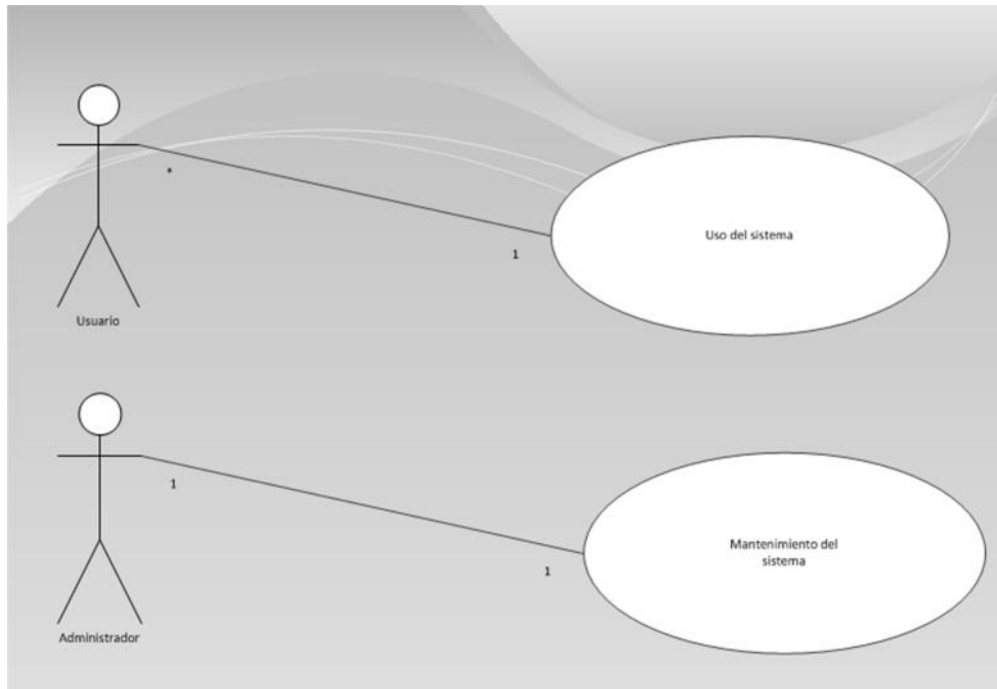 *
Uso del sistema
1
Usuario
1
Mantenimiento del
sistema
1
Administrador